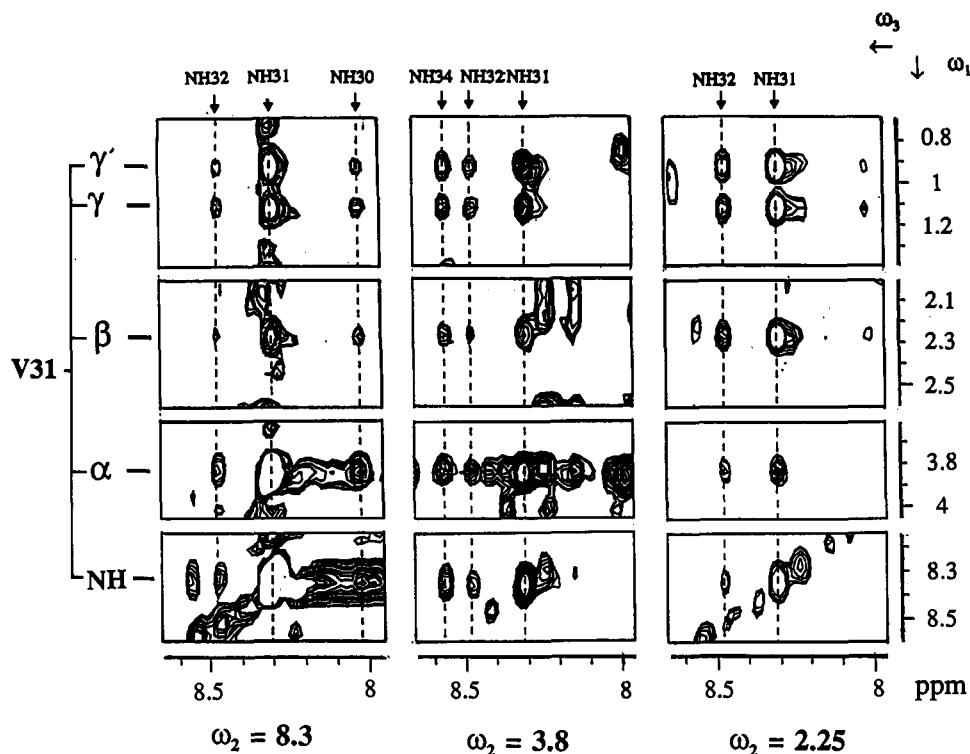 ω3
← ↓ ω1
NH32 NH31 NH30 NH34 NH32 NH31 NH32 NH31
γ´ 0.8
γ 1
1.2
2.1
β 2.3
V31 2.5
α 3.8
4
NH 8.3
8.5
8.5 8 8.5 8 8.5 8 ppm
ω2 = 8.3 ω2 = 3.8 ω2 = 2.25